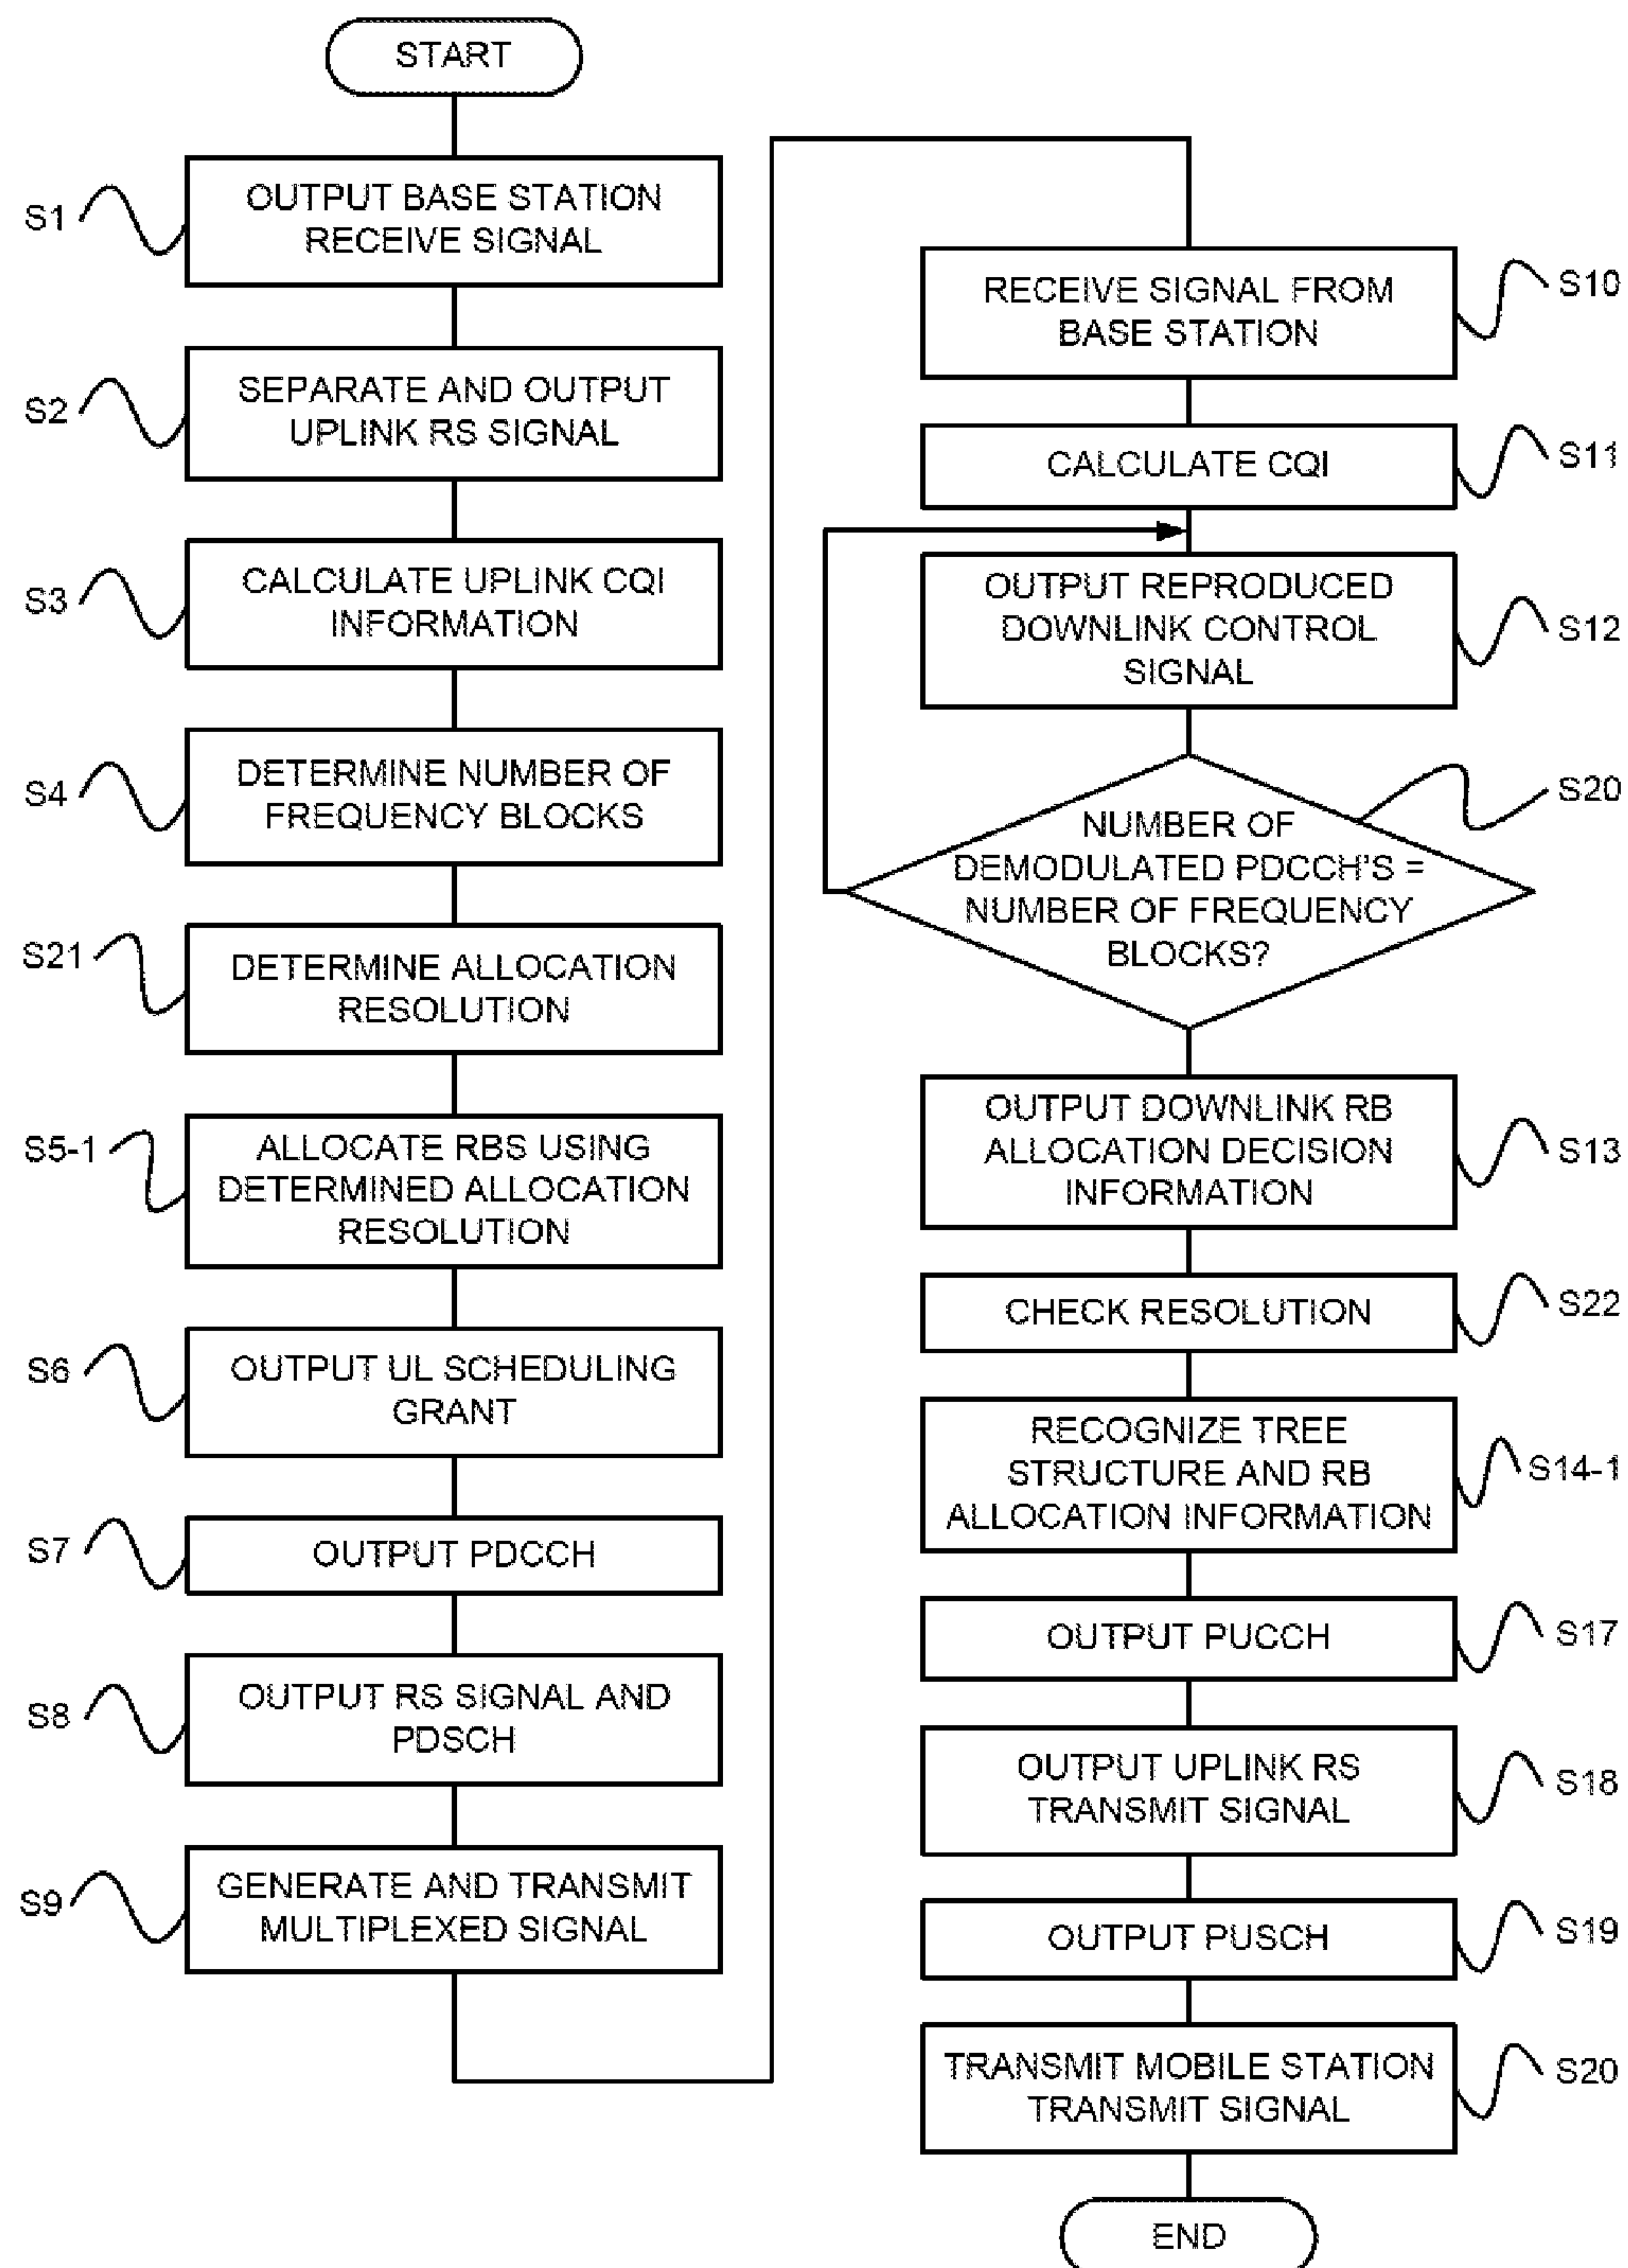 START
S1
OUTPUT BASE STATION
RECEIVE SIGNAL
S2
SEPARATE AND OUTPUT
UPLINK RS SIGNAL
S3
CALCULATE UPLINK CQI
INFORMATION
S4
DETERMINE NUMBER OF
FREQUENCY BLOCKS
S21
DETERMINE ALLOCATION
RESOLUTION
S5-1
ALLOCATE RBS USING
DETERMINED ALLOCATION
RESOLUTION
S6
OUTPUT UL SCHEDULING
GRANT
S7
OUTPUT PDCCH
S8
OUTPUT RS SIGNAL AND
PDSCH
S9
GENERATE AND TRANSMIT
MULTIPLEXED SIGNAL
RECEIVE SIGNAL FROM
BASE STATION
S10
CALCULATE CQI
S11
OUTPUT REPRODUCED
DOWNLINK CONTROL
SIGNAL
S12
NUMBER OF
DEMODULATED PDCCH'S =
NUMBER OF FREQUENCY
BLOCKS?
S20
OUTPUT DOWNLINK RB
ALLOCATION DECISION
INFORMATION
S13
CHECK RESOLUTION
S22
RECOGNIZE TREE
STRUCTURE AND RB
ALLOCATION INFORMATION
S14-1
OUTPUT PUCCH
S17
OUTPUT UPLINK RS
TRANSMIT SIGNAL
S18
OUTPUT PUSCH
S19
TRANSMIT MOBILE STATION
TRANSMIT SIGNAL
S20
END